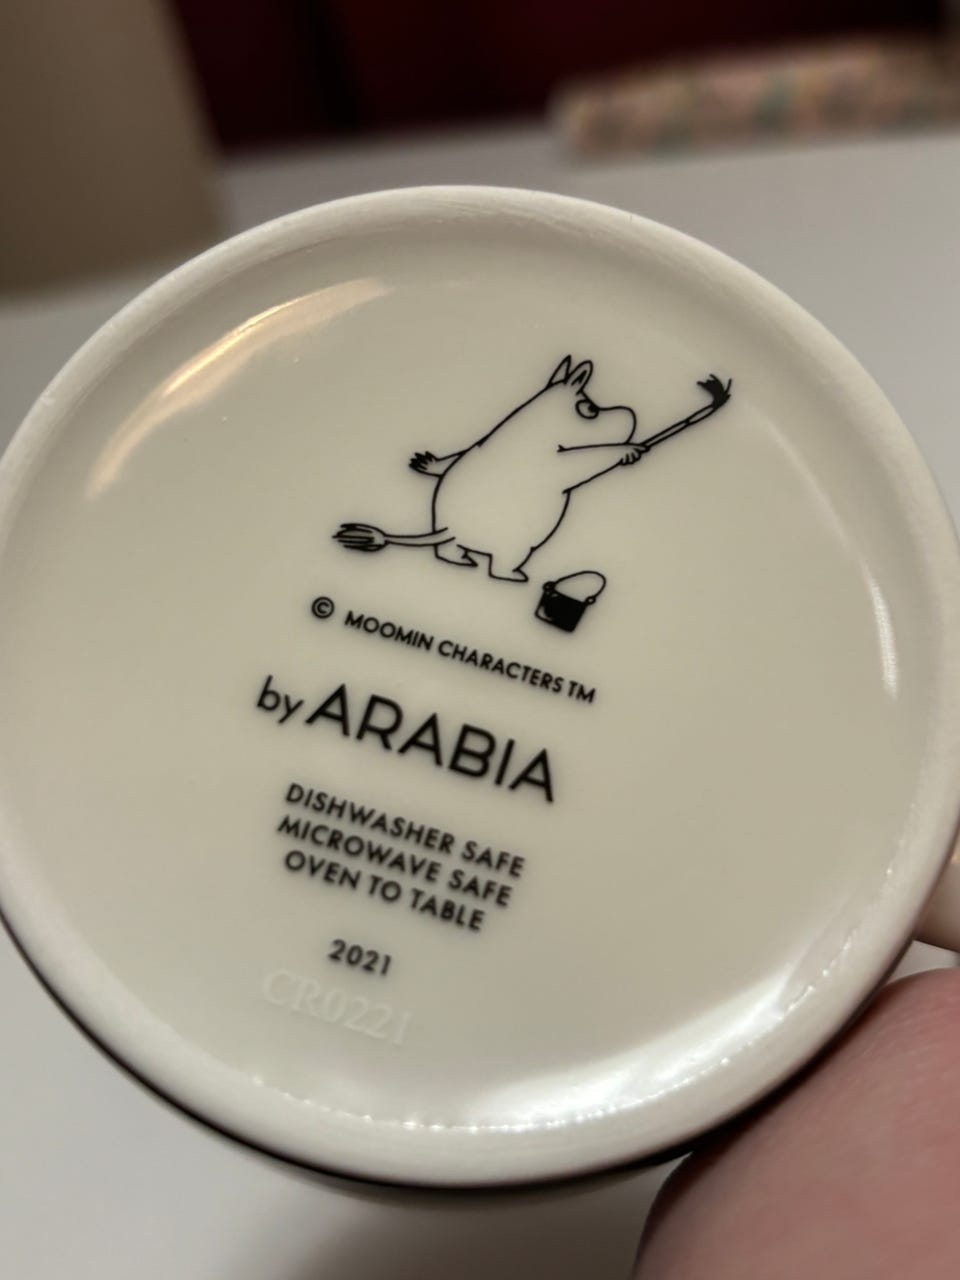 © MOOMIN CHARACTERS TM
by ARABIA
DISHWASHER SAFE
MICROWAVE SAFE
OVEN TO TABLE
2021
CR0221